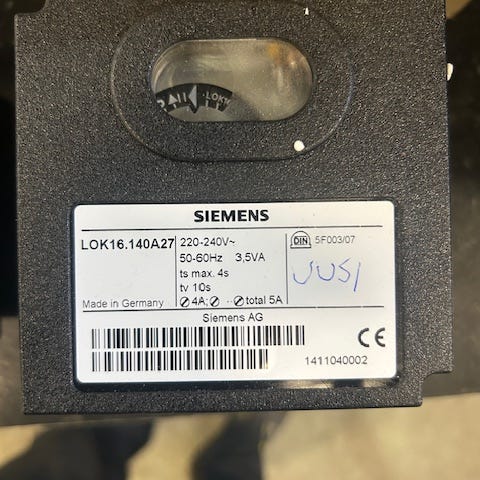 LOK
SIEMENS
LOK16.140A27
220-240V~
50-60Hz 3,5VA
ts max. 4s
tv 10s
4A; total 5A
DIN 5F003/07
Made in Germany
Siemens AG
CE
1411040002